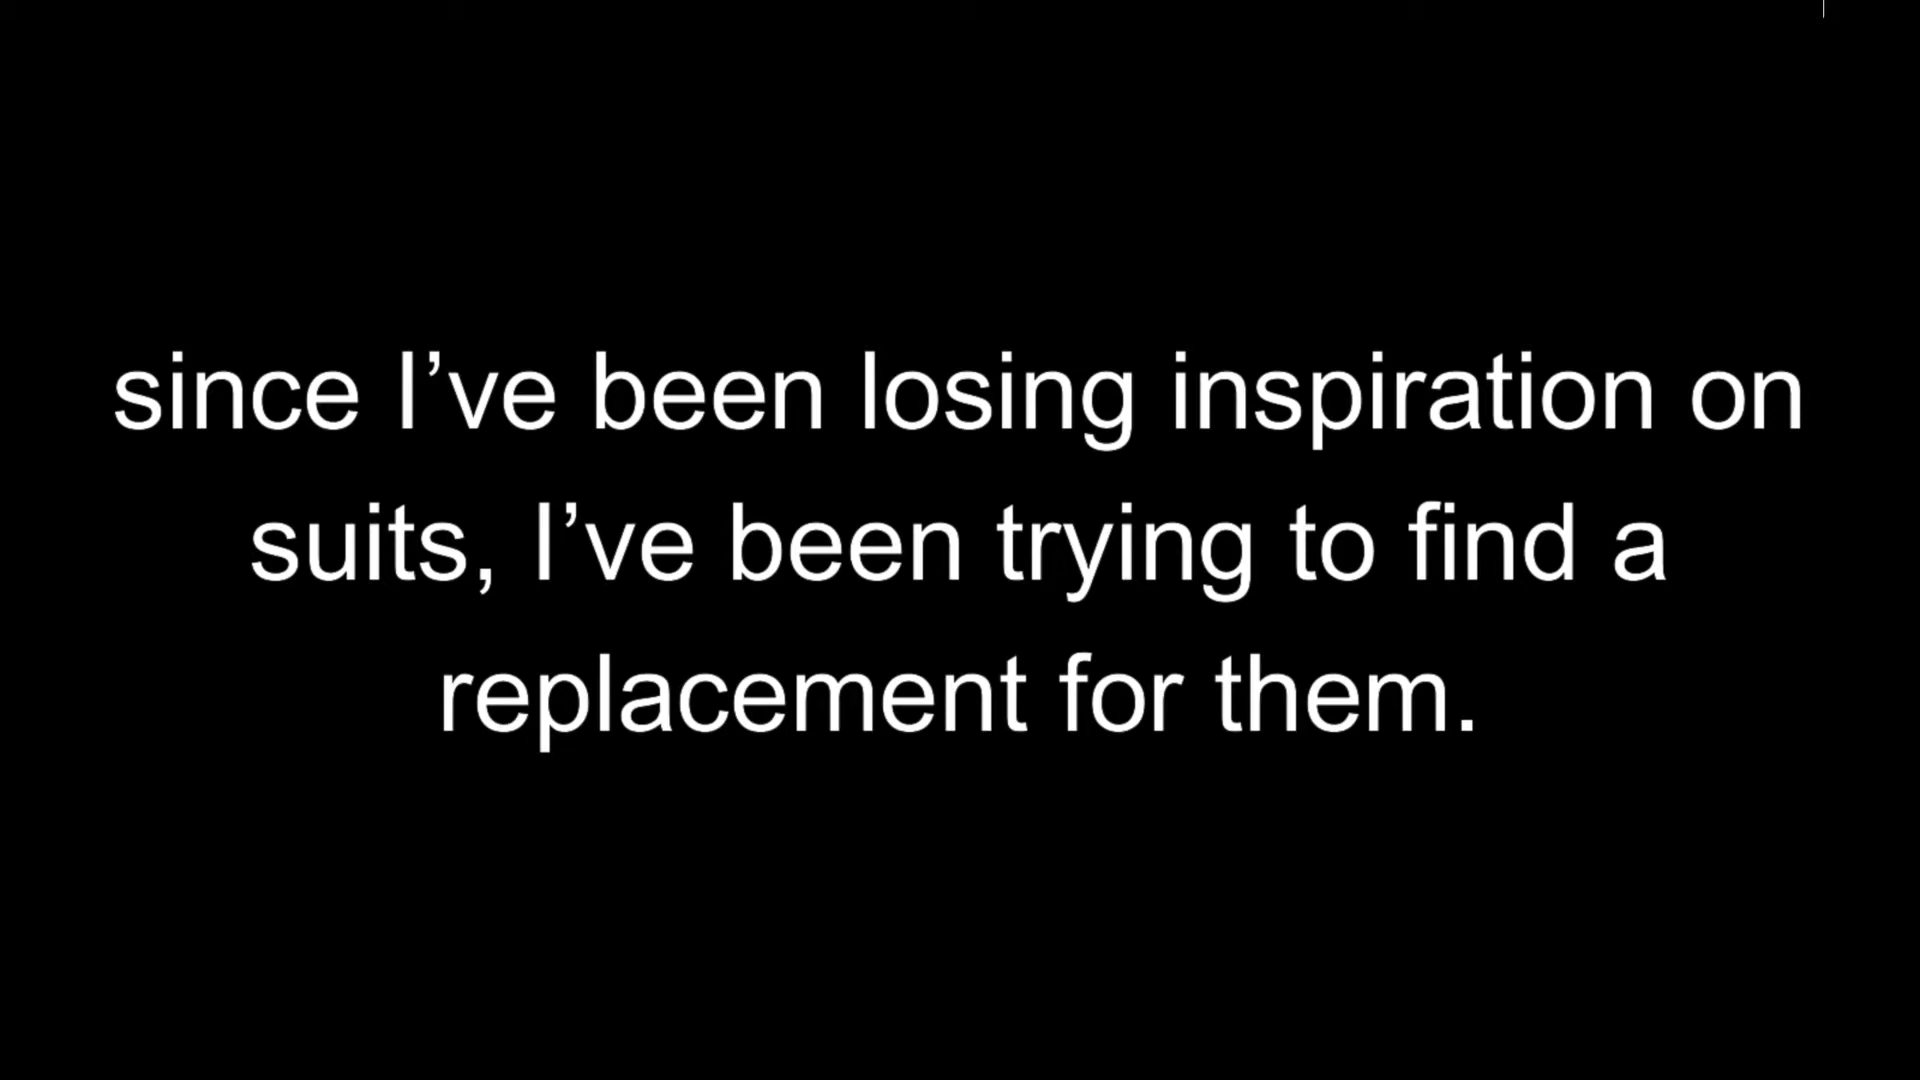 since I’ve been losing inspiration on
suits, I’ve been trying to find a
replacement for them.